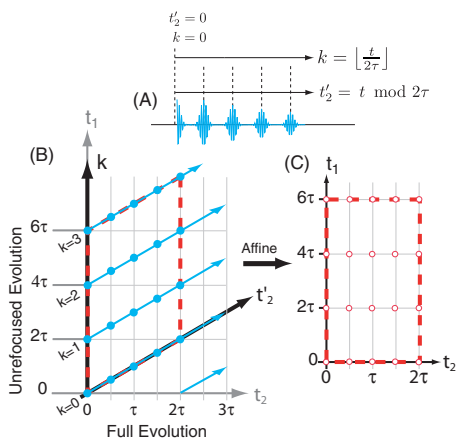 t′₂ = 0
k = 0
k = ⌊t/2τ⌋
t′₂ = t mod 2τ
(A)
(B)
t₁
k
(C)
t₁
Unrefocused Evolution
6τ
k=3
4τ
k=2
2τ
k=1
0
k=0
t′₂
t₂
0
τ
2τ
3τ
Full Evolution
Affine
6τ
4τ
2τ
0
t₂
0
τ
2τ